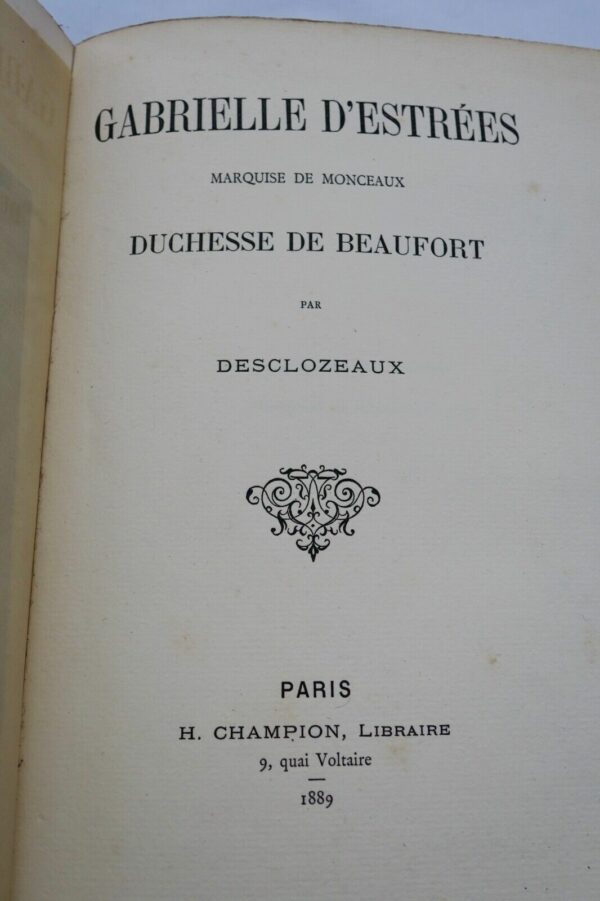 GABRIELLE D'ESTRÉES
MARQUISE DE MONCEAUX
DUCHESSE DE BEAUFORT
PAR
DESCLOZEAUX
PARIS
H. CHAMPION, LIBRAIRE
9, quai Voltaire
1889